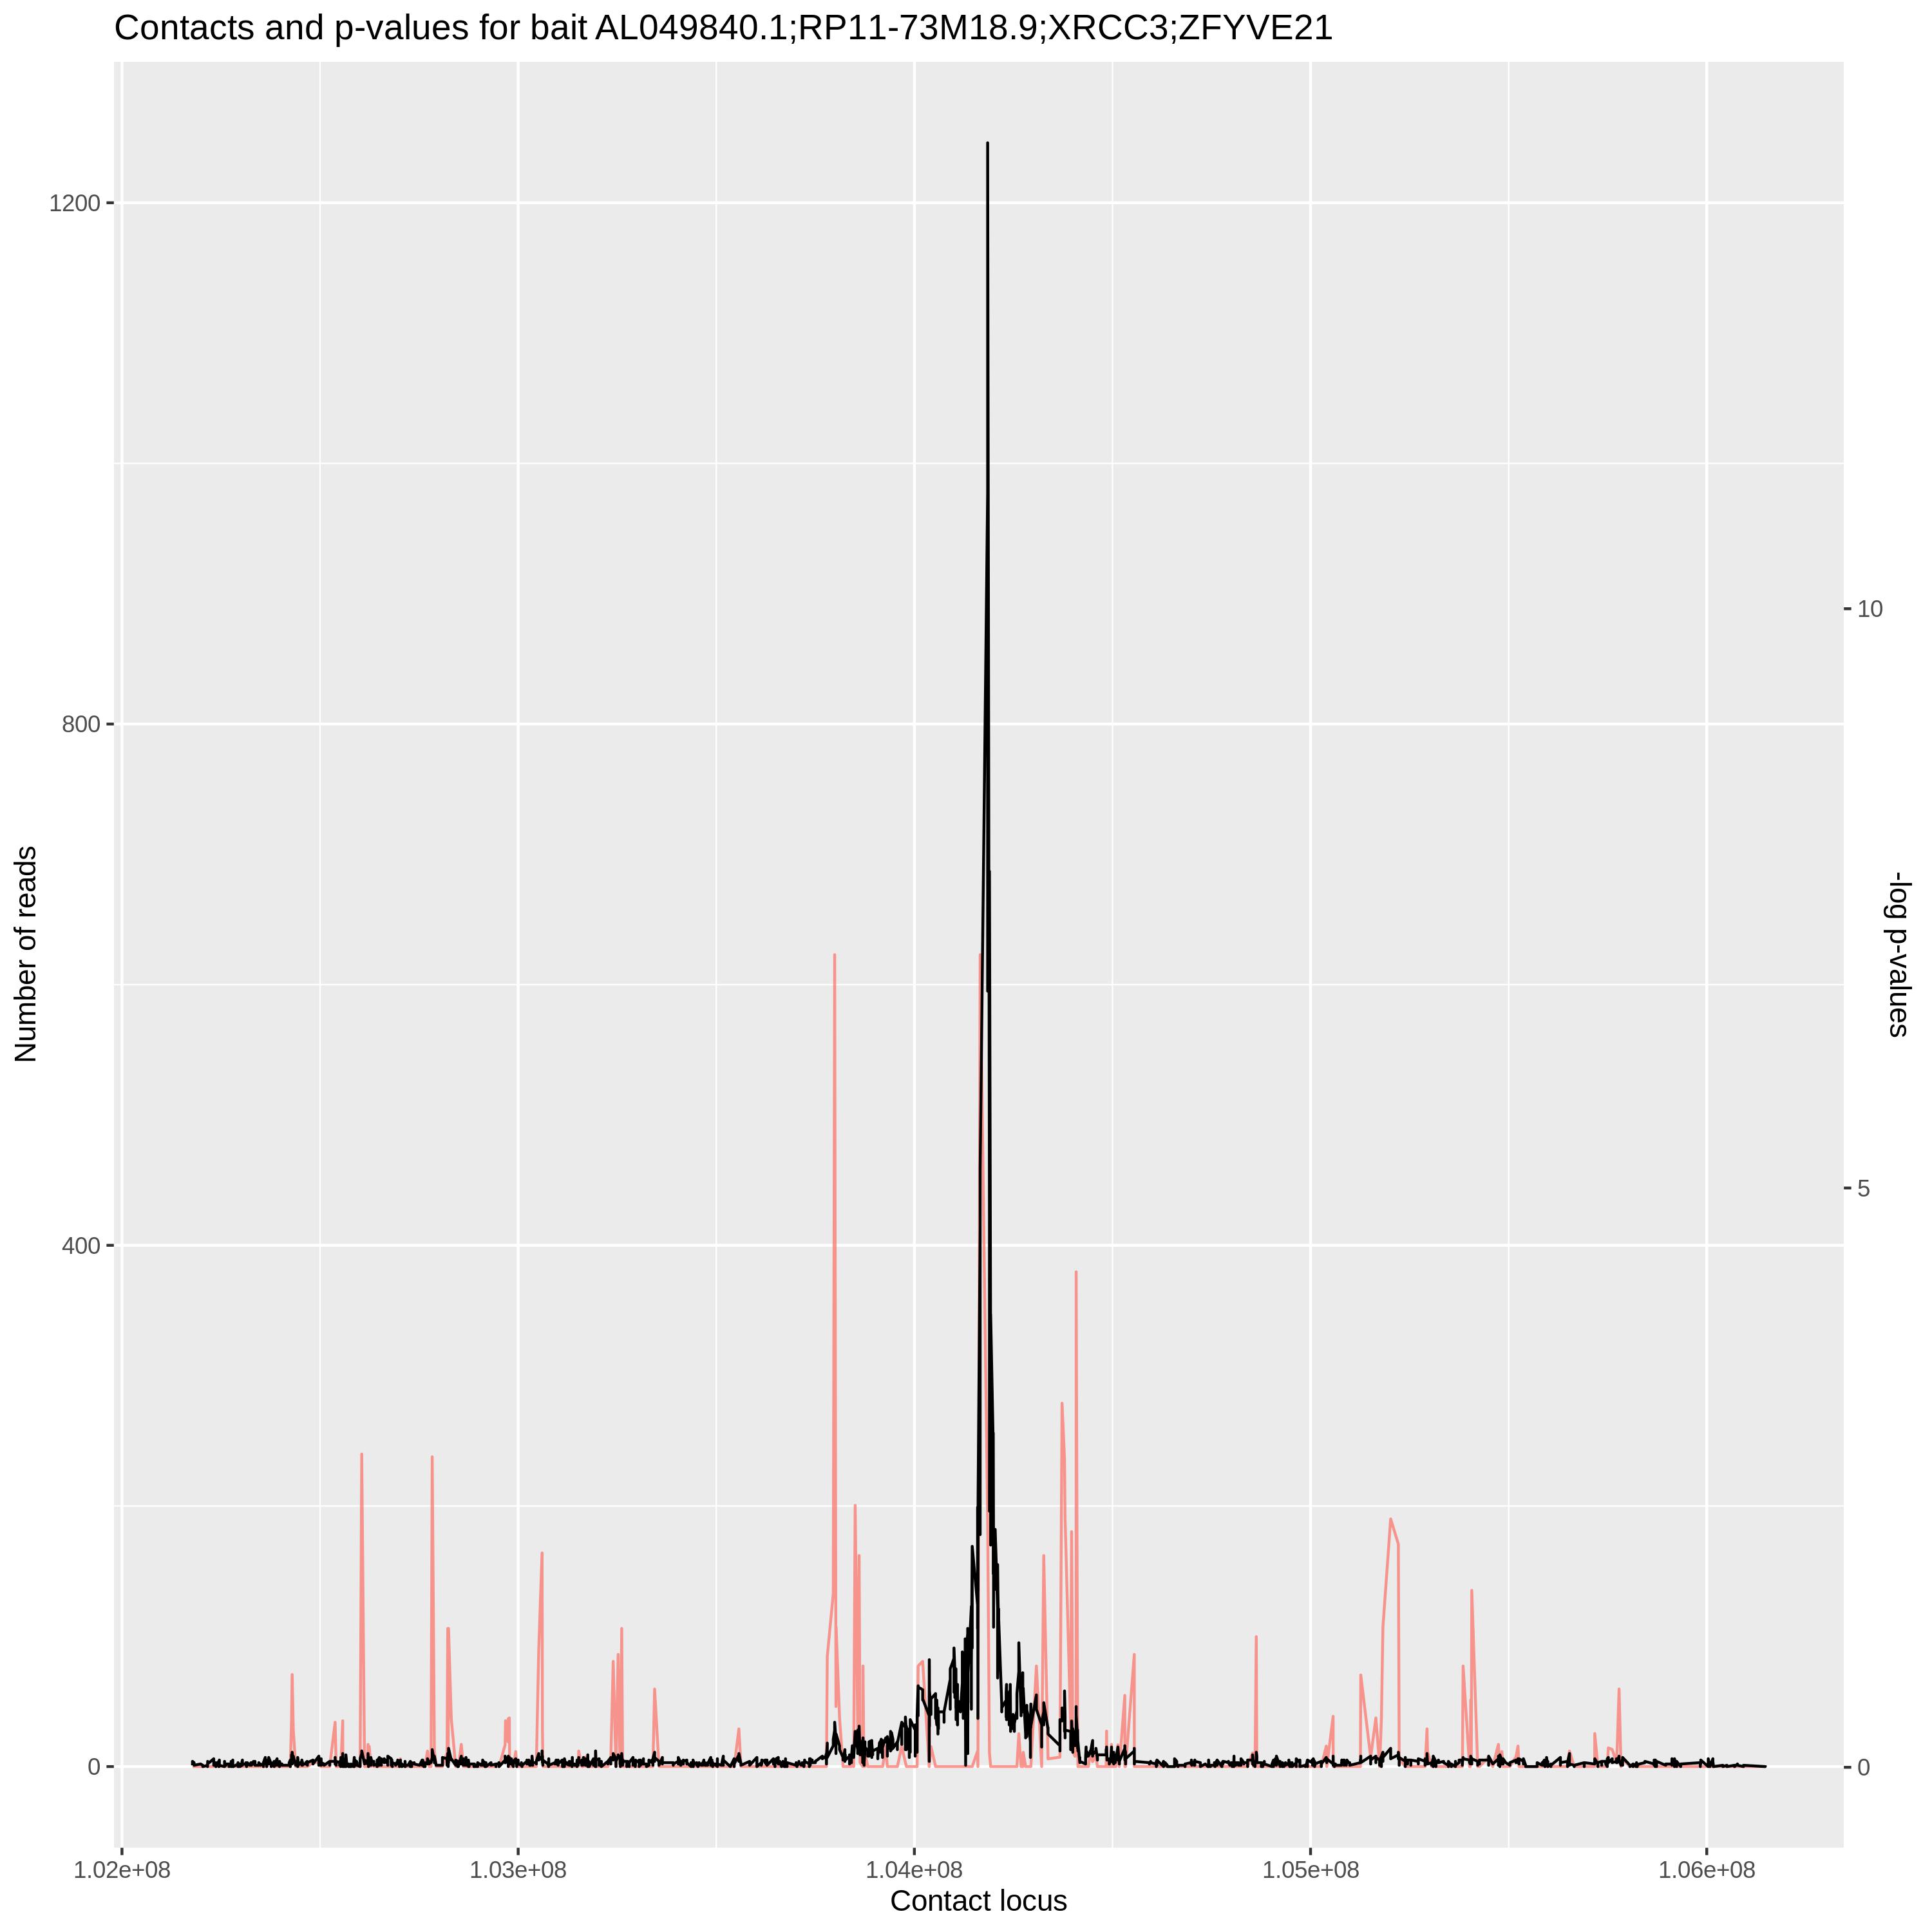 Contacts and p-values for bait AL049840.1;RP11-73M18.9;XRCC3;ZFYVE21
1200
800
400
0
Number of reads
10
5
0
-log p-values
1.02e+08
1.03e+08
1.04e+08
1.05e+08
1.06e+08
Contact locus